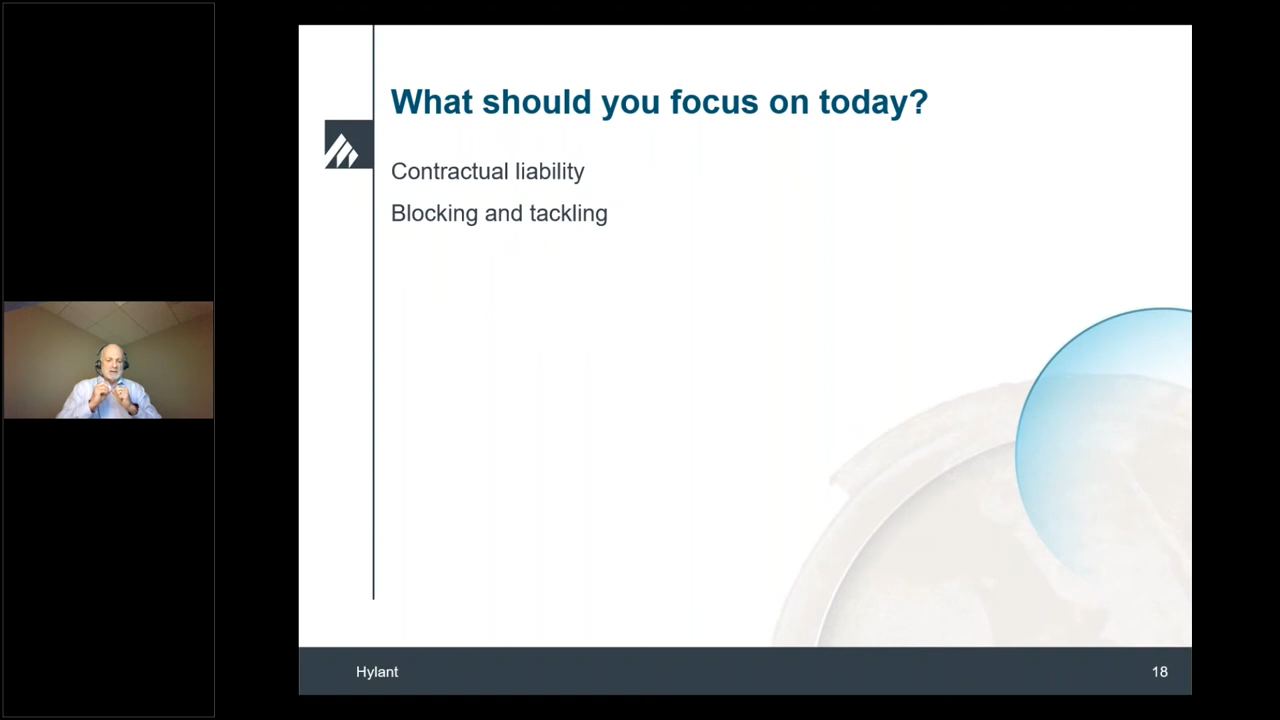 What should you focus on today?
Contractual liability
Blocking and tackling
Hylant
18